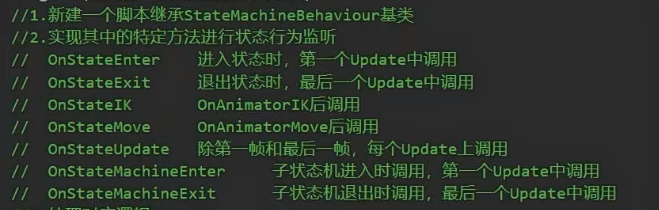 //1.新建一个脚本继承StateMachineBehaviour基类
//2.实现其中的特定方法进行状态行为监听
// OnStateEnter 进入状态时，第一个Update中调用
// OnStateExit 退出状态时，最后一个Update中调用
// OnStateIK OnAnimatorIK后调用
// OnStateMove OnAnimatorMove后调用
// OnStateUpdate 除第一帧和最后一帧，每个Update上调用
// OnStateMachineEnter 子状态机进入时调用，第一个Update中调用
// OnStateMachineExit 子状态机退出时调用，最后一个Update中调用